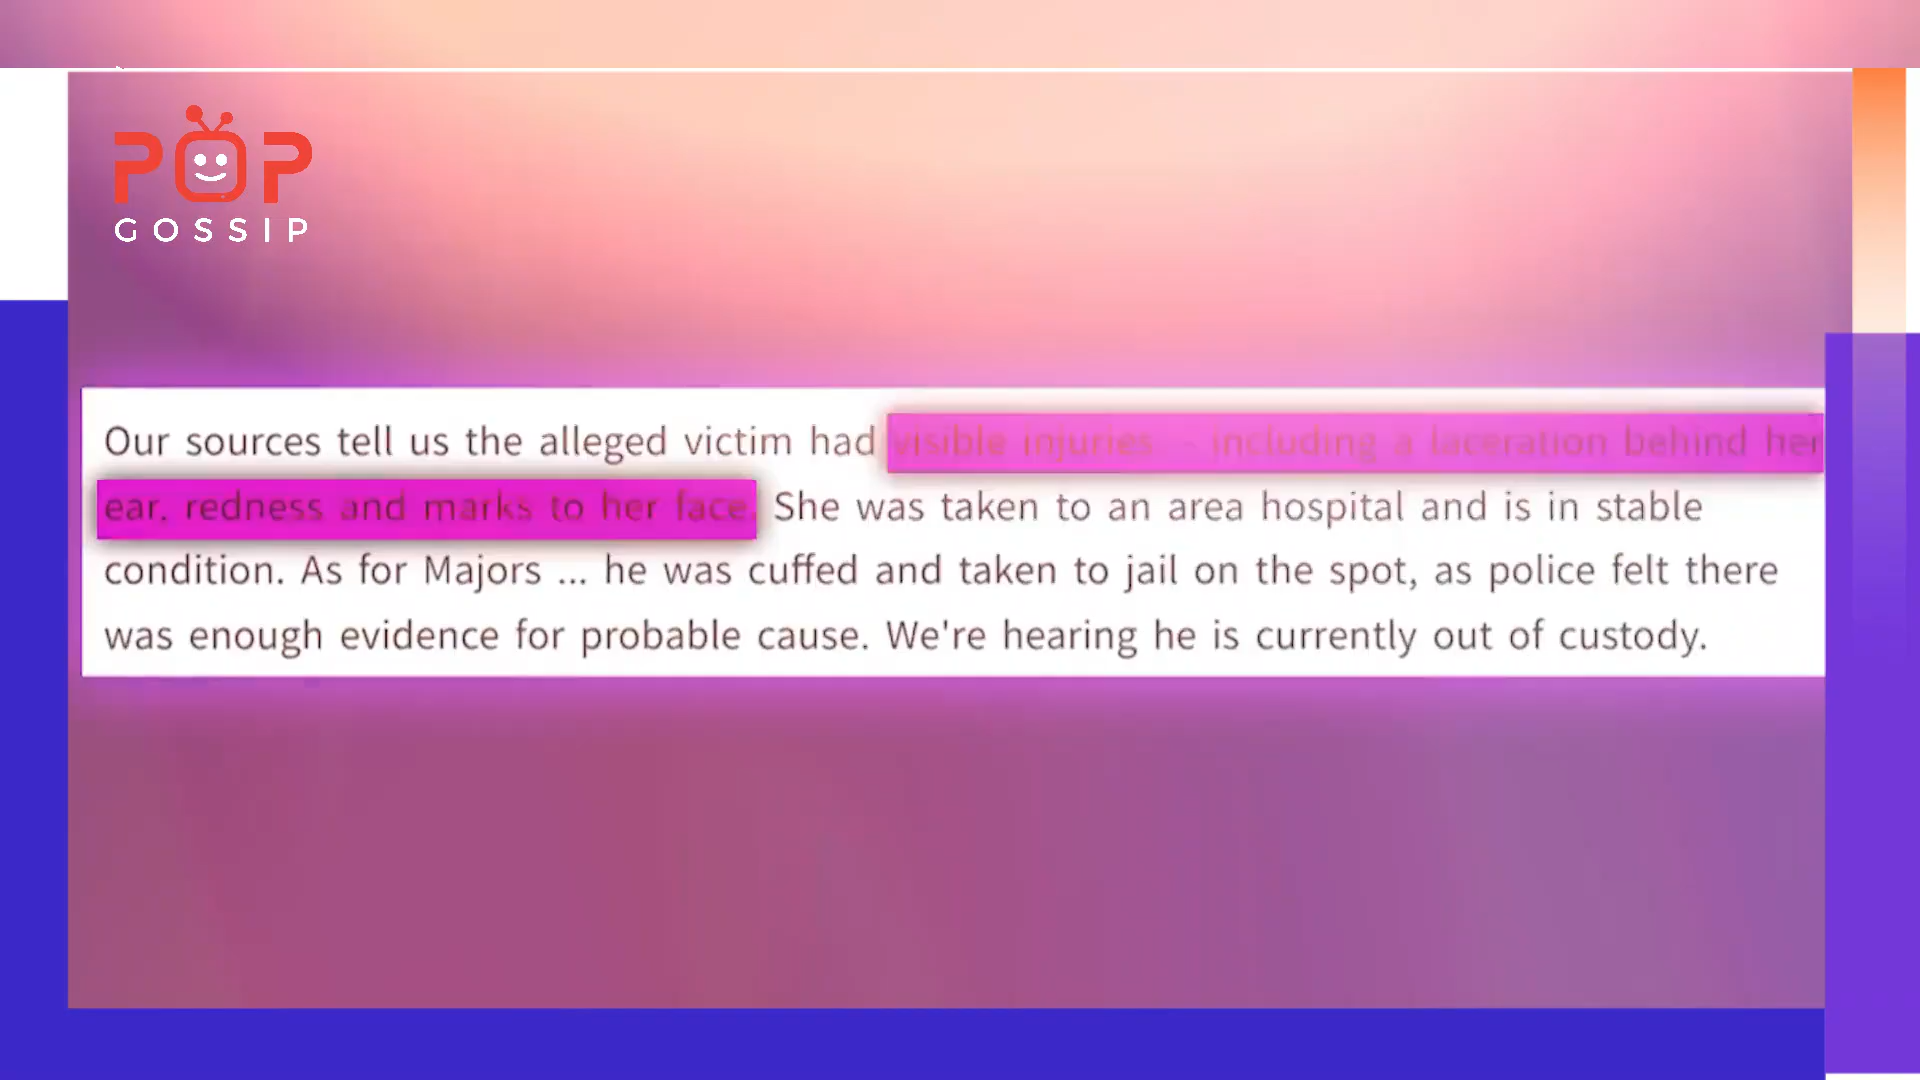 POP
GOSSIP
Our sources tell us the alleged victim had visible injuries - including a laceration behind her
ear, redness and marks to her face. She was taken to an area hospital and is in stable
condition. As for Majors ... he was cuffed and taken to jail on the spot, as police felt there
was enough evidence for probable cause. We're hearing he is currently out of custody.